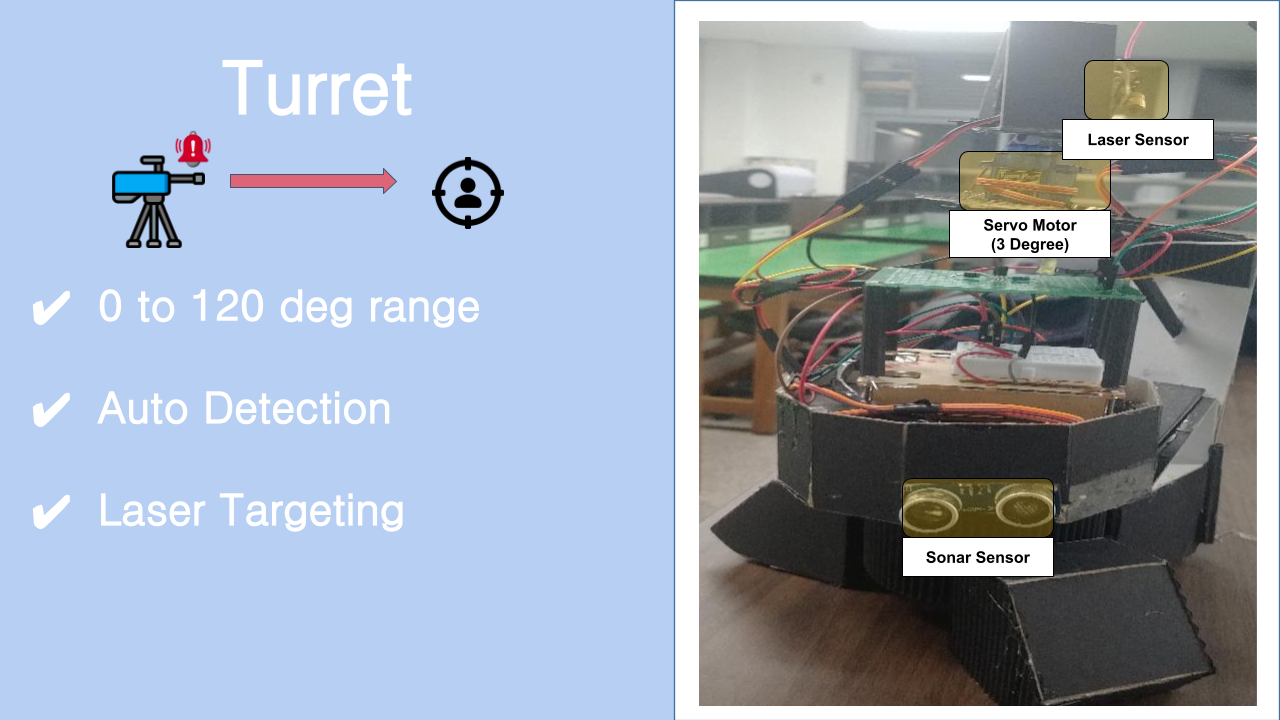 Turret
✔ 0 to 120 deg range
✔ Auto Detection
✔ Laser Targeting
Laser Sensor
Servo Motor
(3 Degree)
Sonar Sensor